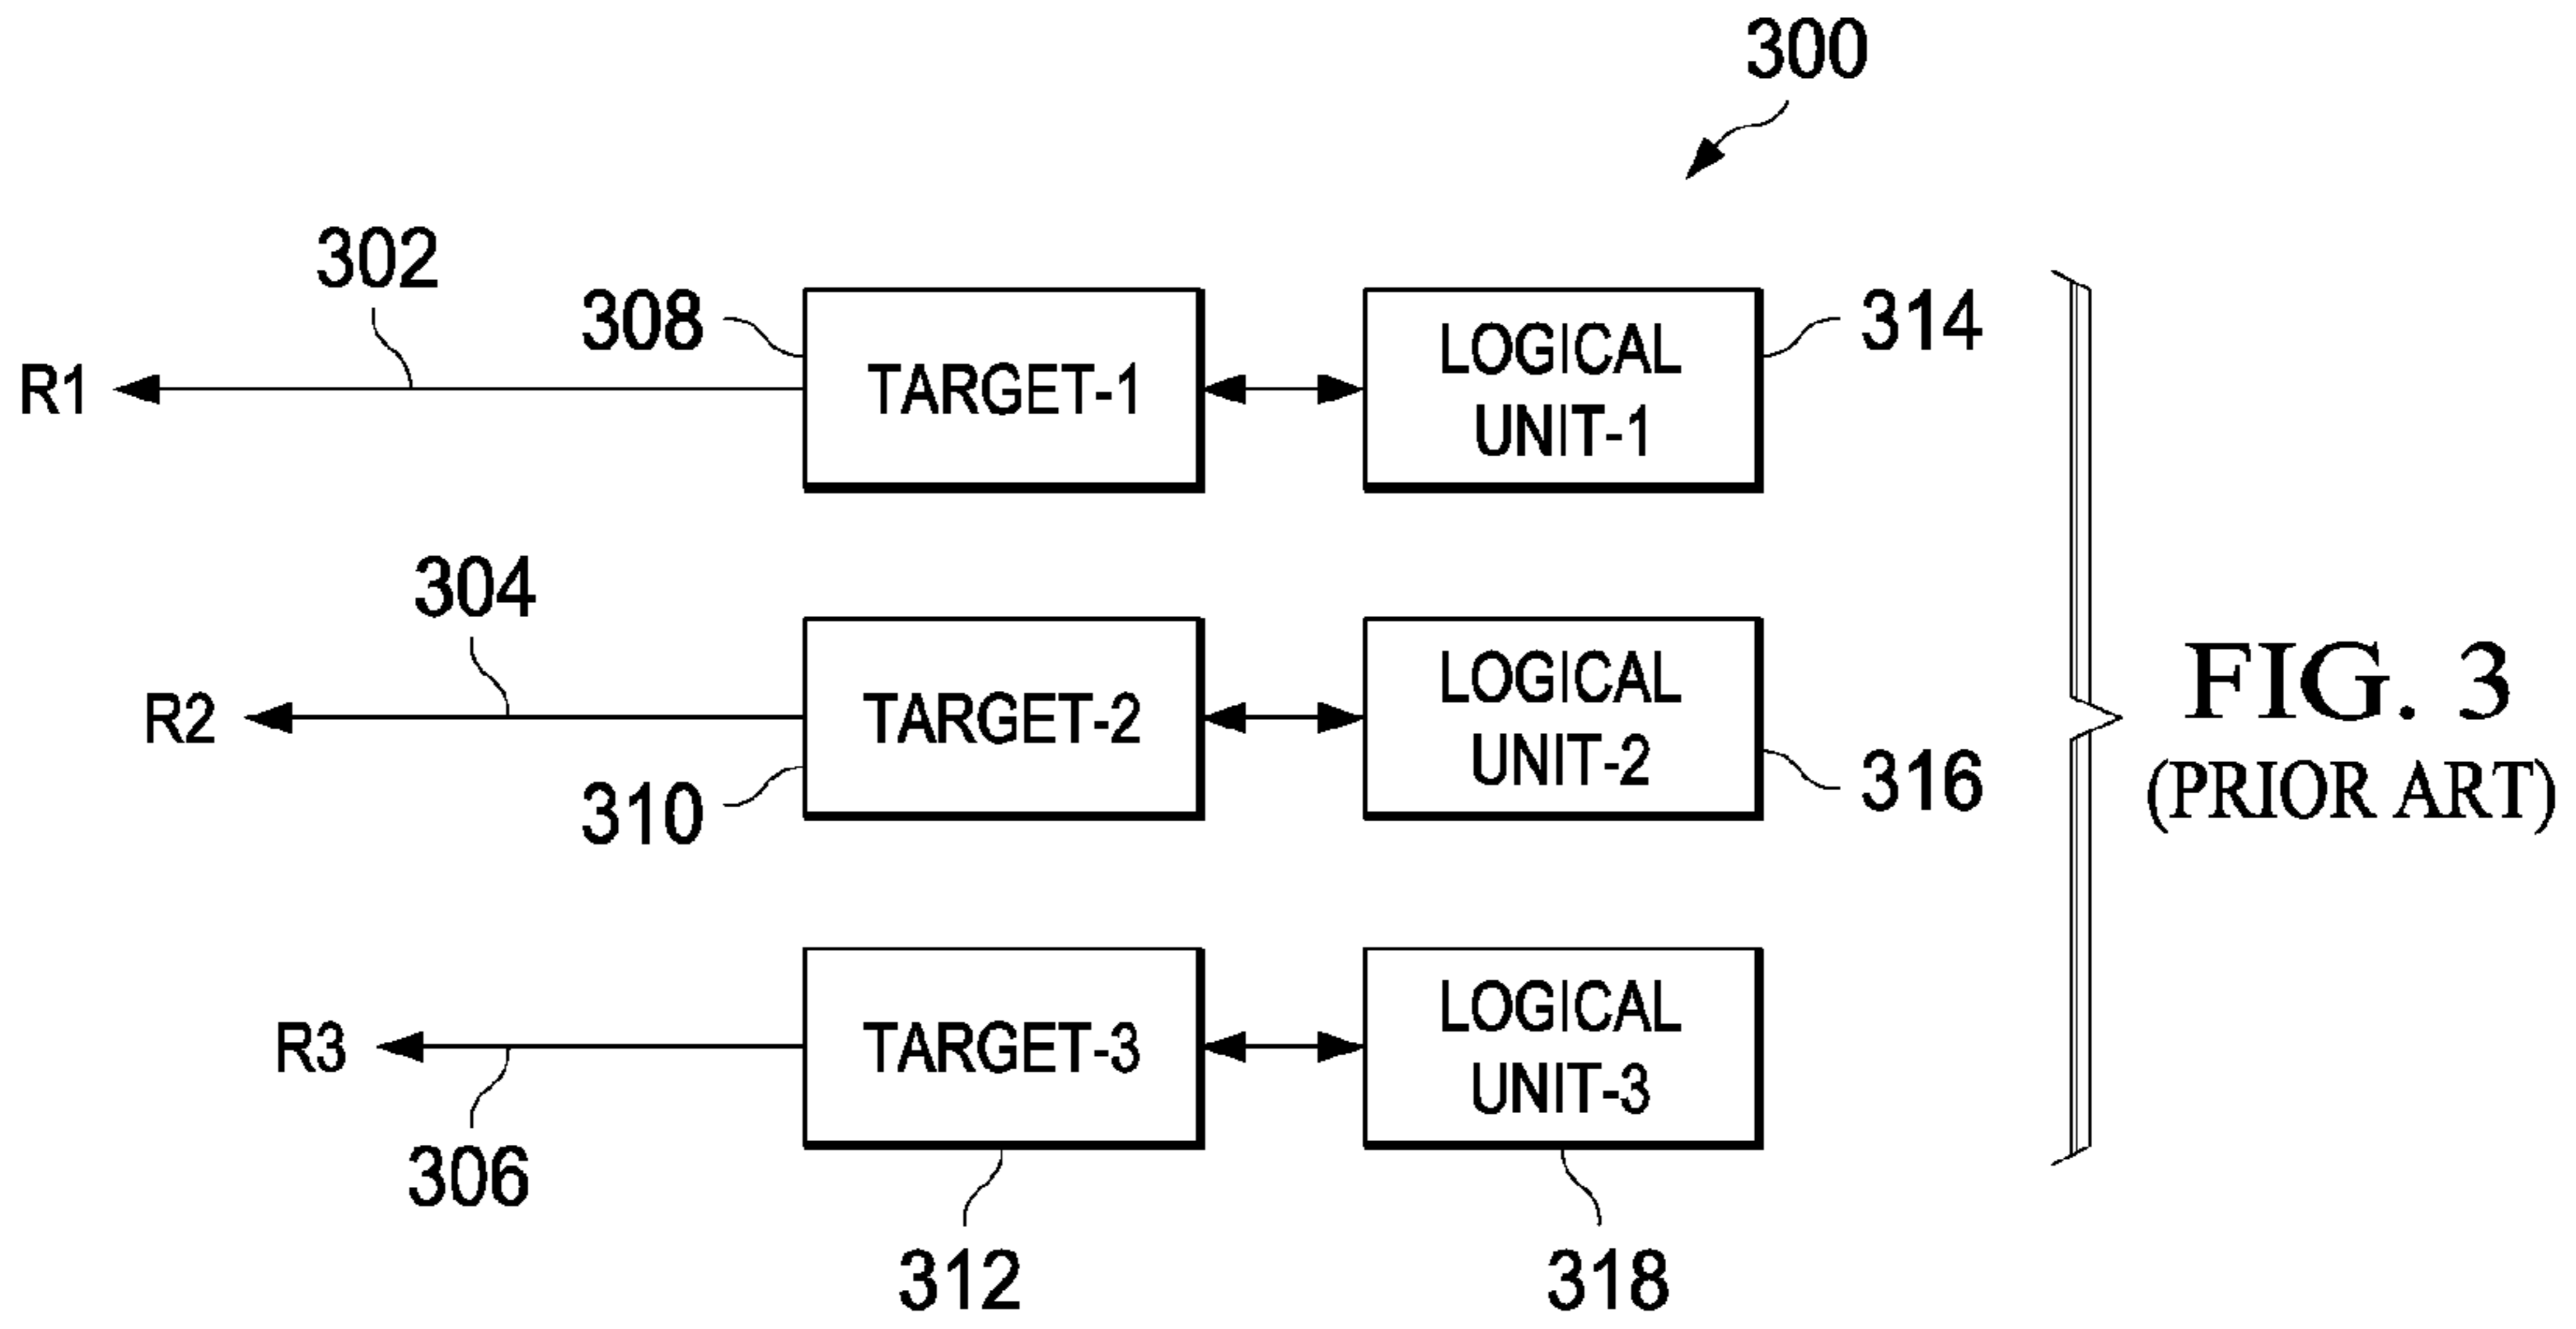 300
302
308
314
R1
TARGET-1
LOGICAL
UNIT-1
304
R2
TARGET-2
LOGICAL
UNIT-2
310
316
FIG. 3
(PRIOR ART)
R3
TARGET-3
LOGICAL
UNIT-3
306
312
318